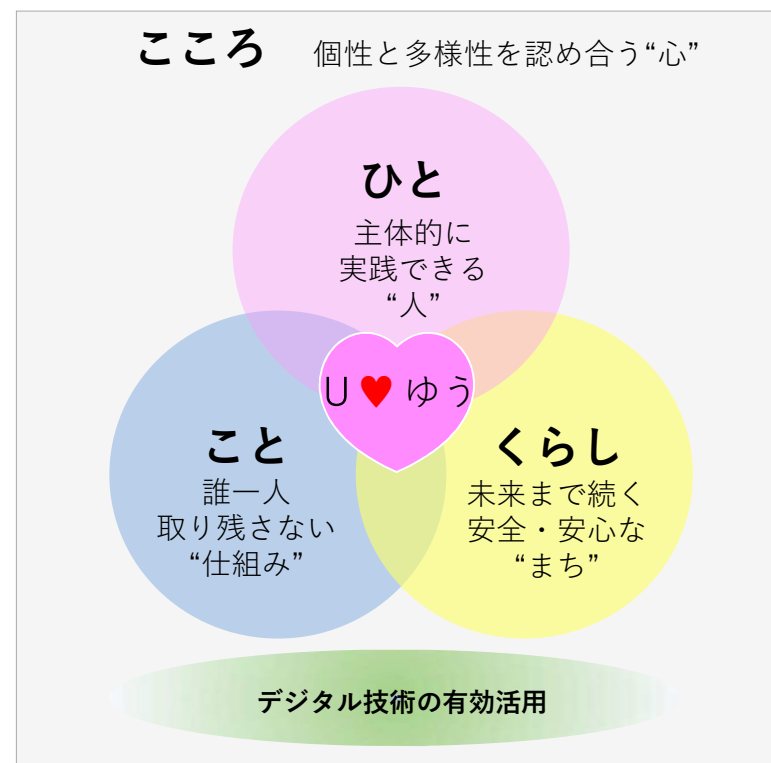 こころ 個性と多様性を認め合う“心”
ひと
主体的に
実践できる
“人”
U ♥ ゆう
こと
誰一人
取り残さない
“仕組み”
くらし
未来まで続く
安全・安心な
“まち”
デジタル技術の有効活用